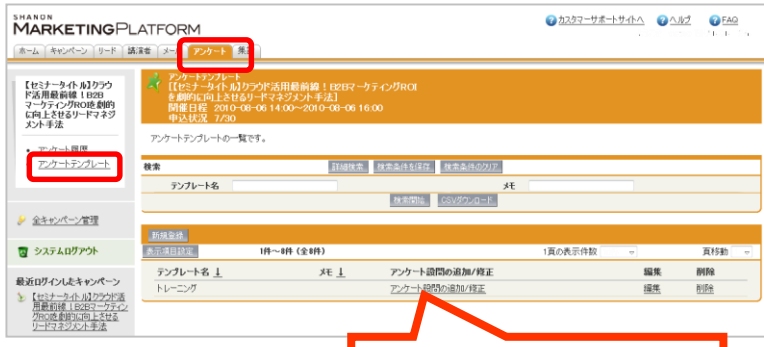 SHANON
MARKETINGPLATFORM
カスタマーサポートサイトへ ヘルプ FAQ
ホーム キャンペーン リード 講演者 メール アンケート 集
【セミナータイトル】クラウ
ド活用最前線!B2B
マーケティングROIを劇的
に向上させるリードマネジ
メント手法
アンケート履歴
アンケートテンプレート
全キャンペーン管理
システムログアウト
最近ログインしたキャンペーン
【セミナータイトル】クラウド活
用最前線!B2Bマーケティン
グROIを劇的に向上させる
リードマネジメント手法
アンケートテンプレート
【【セミナータイトル】クラウド活用最前線!B2BマーケティングROI
を劇的に向上させるリードマネジメント手法】
開催日程 2010-08-06 14:00~2010-08-06 16:00
申込状況 7/30
アンケートテンプレートの一覧です。
検索 詳細検索 検索条件を保存 検索条件のクリア
テンプレート名 メモ
検索開始 CSVダウンロード
新規登録
表示項目設定 1件~8件 (全8件) 1頁の表示件数 頁移動
テンプレート名 ↓ メモ ↓ アンケート設問の追加/修正 編集 削除
トレーニング アンケート設問の追加/修正 編集 削除